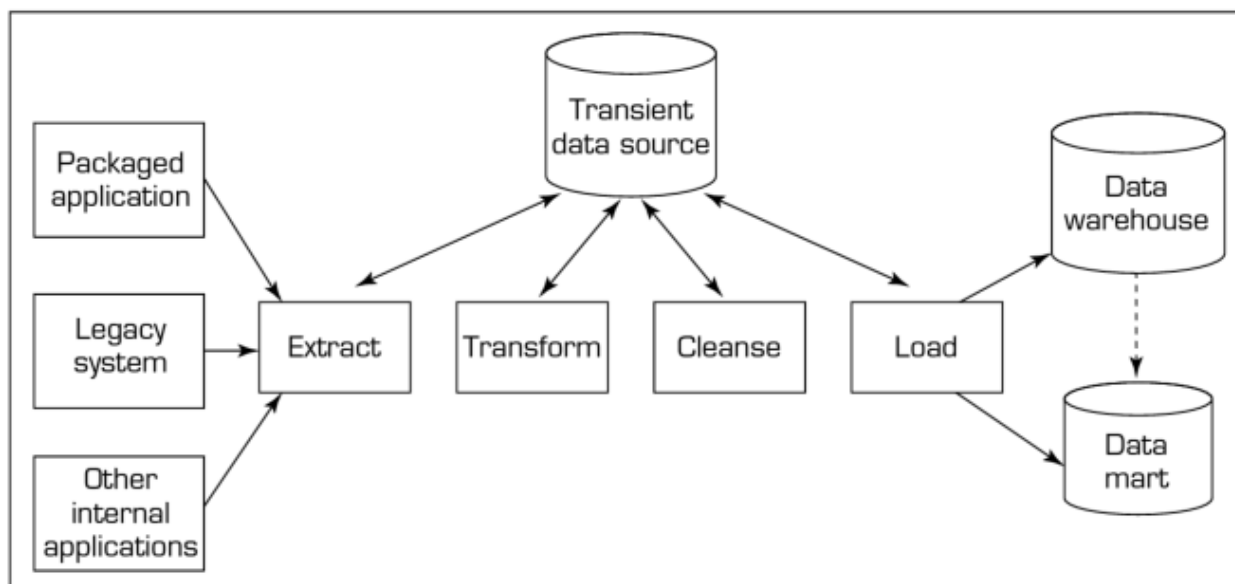 Transient
data source
Packaged
application
Data
warehouse
Legacy
system
Extract
Transform
Cleanse
Load
Other
internal
applications
Data
mart